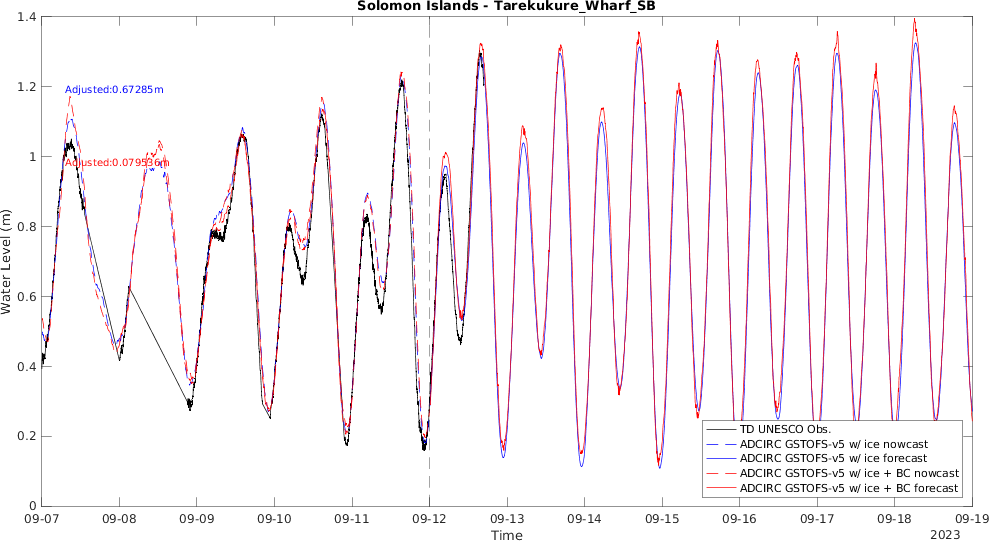 Solomon Islands - Tarekukure_Wharf_SB
1.4
1.2
1
0.8
0.6
0.4
0.2
0
Water Level (m)
Adjusted:0.67285m
Adjusted:0.079536m
TD UNESCO Obs.
ADCIRC GSTOFS-v5 w/ ice nowcast
ADCIRC GSTOFS-v5 w/ ice forecast
ADCIRC GSTOFS-v5 w/ ice + BC nowcast
ADCIRC GSTOFS-v5 w/ ice + BC forecast
09-07 09-08 09-09 09-10 09-11 09-12 09-13 09-14 09-15 09-16 09-17 09-18 09-19
Time
2023